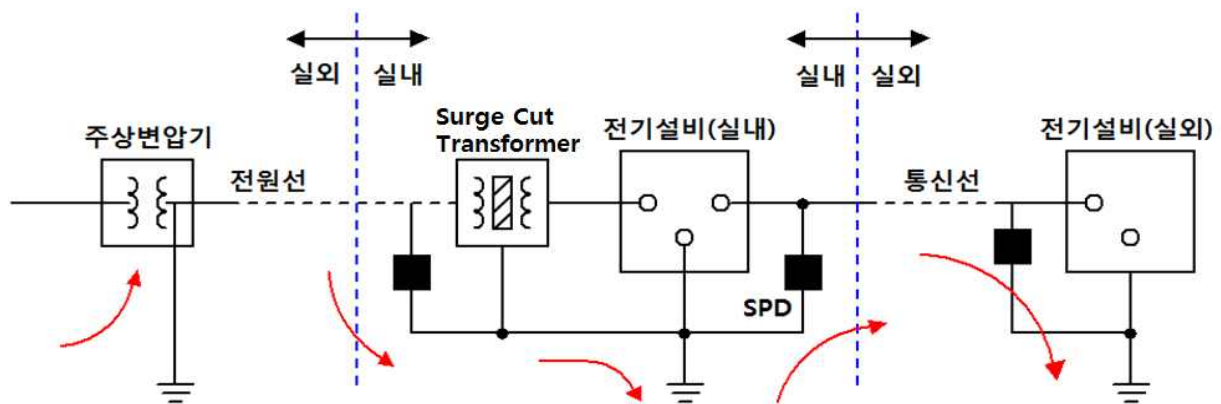 실외 실내
실내 실외
주상변압기
전원선
Surge Cut
Transformer
전기설비(실내)
통신선
전기설비(실외)
SPD